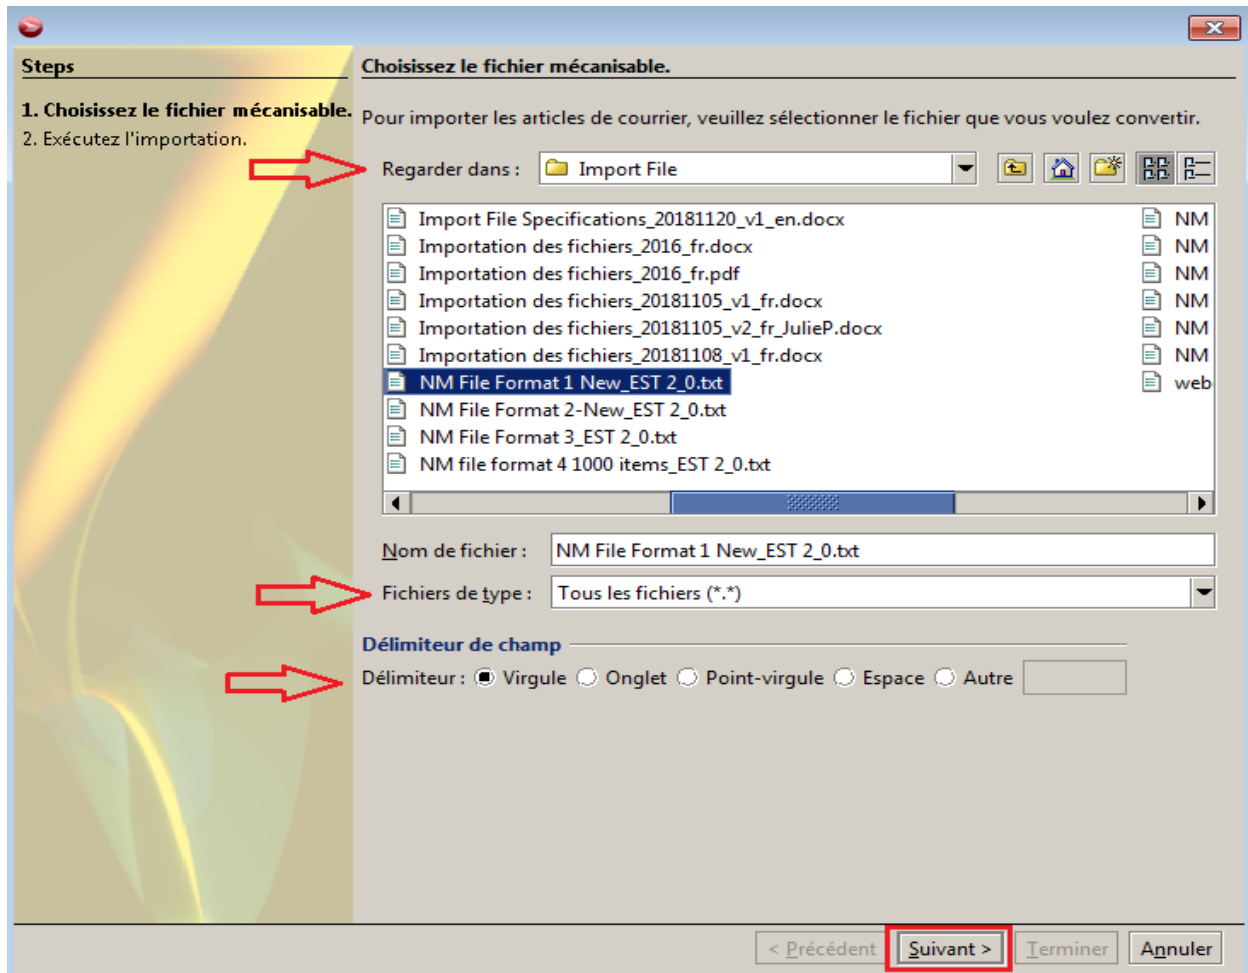 Steps
1. Choisissez le fichier mécanisable.
2. Exécutez l'importation.
Choisissez le fichier mécanisable.
Pour importer les articles de courrier, veuillez sélectionner le fichier que vous voulez convertir.
Regarder dans : Import File
Import File Specifications_20181120_v1_en.docx
Importation des fichiers_2016_fr.docx
Importation des fichiers_2016_fr.pdf
Importation des fichiers_20181105_v1_fr.docx
Importation des fichiers_20181105_v2_fr_JulieP.docx
Importation des fichiers_20181108_v1_fr.docx
NM File Format 1 New_EST 2_0.txt
NM File Format 2-New_EST 2_0.txt
NM File Format 3_EST 2_0.txt
NM file format 4 1000 items_EST 2_0.txt
NM
NM
NM
NM
NM
NM
web
Nom de fichier : NM File Format 1 New_EST 2_0.txt
Fichiers de type : Tous les fichiers (*.*)
Délimiteur de champ
Délimiteur : Virgule Onglet Point-virgule Espace Autre
< Précédent Suivant > Terminer Annuler